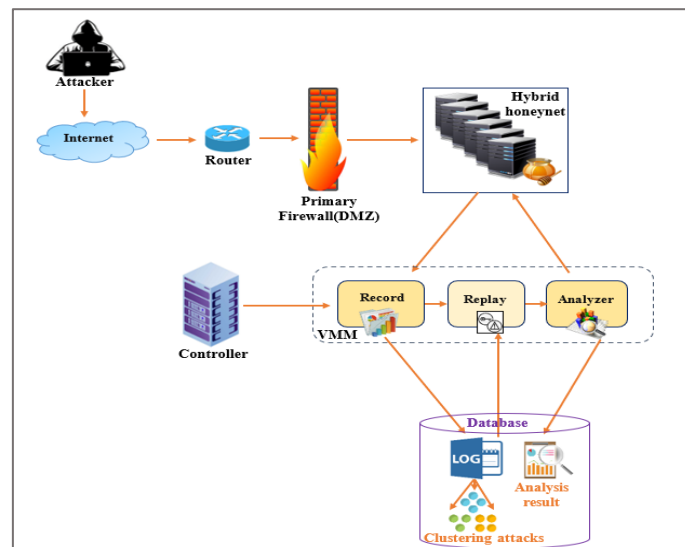 Attacker
Internet
Router
Primary
Firewall(DMZ)
Hybrid
honeynet
Controller
Record
Replay
Analyzer
VMM
Database
LOG
Analysis
result
Clustering attacks